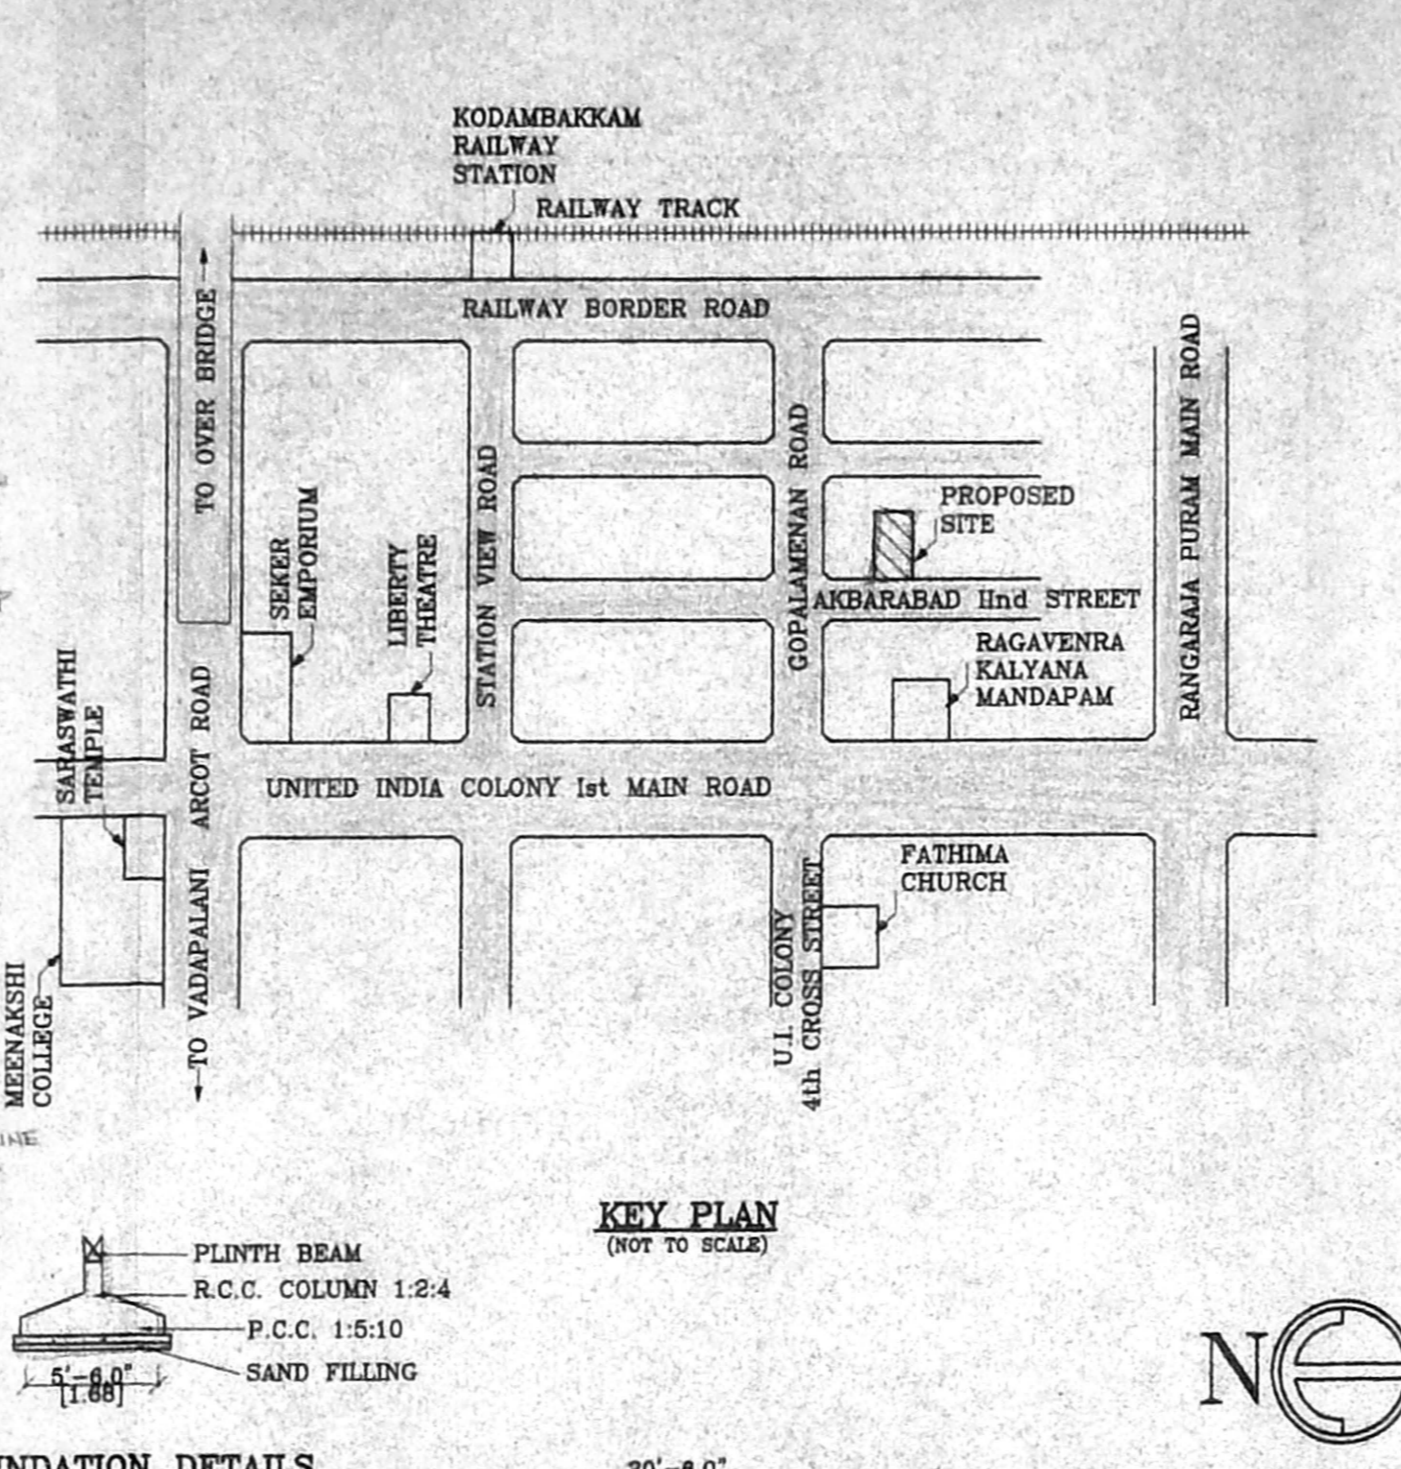 KODAMBAKKAM
RAILWAY
STATION
RAILWAY TRACK
RAILWAY BORDER ROAD
TO OVER BRIDGE
SEKER
EMPORIUM
LIBERTY
THEATRE
STATION VIEW ROAD
GOPALAMENAN ROAD
PROPOSED
SITE
AKBARABAD IInd STREET
RAGAVENRA
KALYANA
MANDAPAM
RANGARAJA PURAM MAIN ROAD
SARASWATHI
TEMPLE
ARCOT ROAD
UNITED INDIA COLONY Ist MAIN ROAD
FATHIMA
CHURCH
U.I. COLONY
4th CROSS STREET
TO VADAPALANI
MEENAKSHI
COLLEGE
KEY PLAN
(NOT TO SCALE)
PLINTH BEAM
R.C.C. COLUMN 1:2:4
P.C.C. 1:5:10
SAND FILLING
5'-6.0"
[1.68]
N
DETAILS